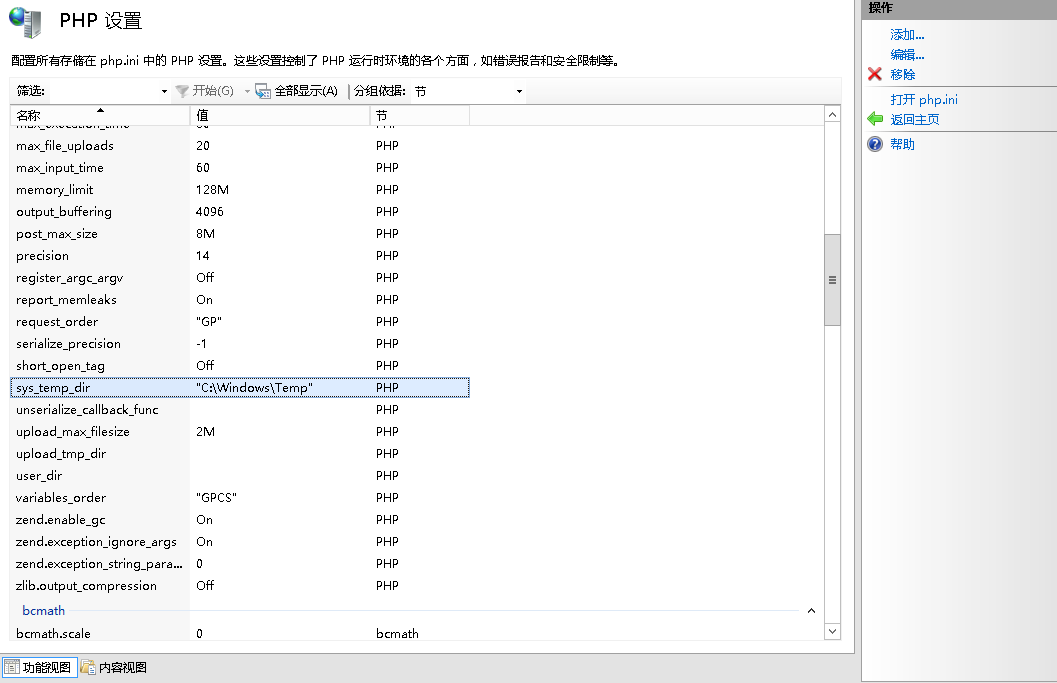 PHP 设置
配置所有存储在 php.ini 中的 PHP 设置。这些设置控制了 PHP 运行时环境的各个方面，如错误报告和安全限制等。
筛选: 开始(G) 全部显示(A) 分组依据: 节
名称 值 节
max_execution_time PHP
max_file_uploads 20 PHP
max_input_time 60 PHP
memory_limit 128M PHP
output_buffering 4096 PHP
post_max_size 8M PHP
precision 14 PHP
register_argc_argv Off PHP
report_memleaks On PHP
request_order "GP" PHP
serialize_precision -1 PHP
short_open_tag Off PHP
sys_temp_dir "C:\Windows\Temp" PHP
unserialize_callback_func PHP
upload_max_filesize 2M PHP
upload_tmp_dir PHP
user_dir PHP
variables_order "GPCS" PHP
zend.enable_gc On PHP
zend.exception_ignore_args On PHP
zend.exception_string_para... 0 PHP
zlib.output_compression Off PHP
bcmath
bcmath.scale 0 bcmath
功能视图 内容视图
操作
添加...
编辑...
移除
打开 php.ini
返回主页
帮助